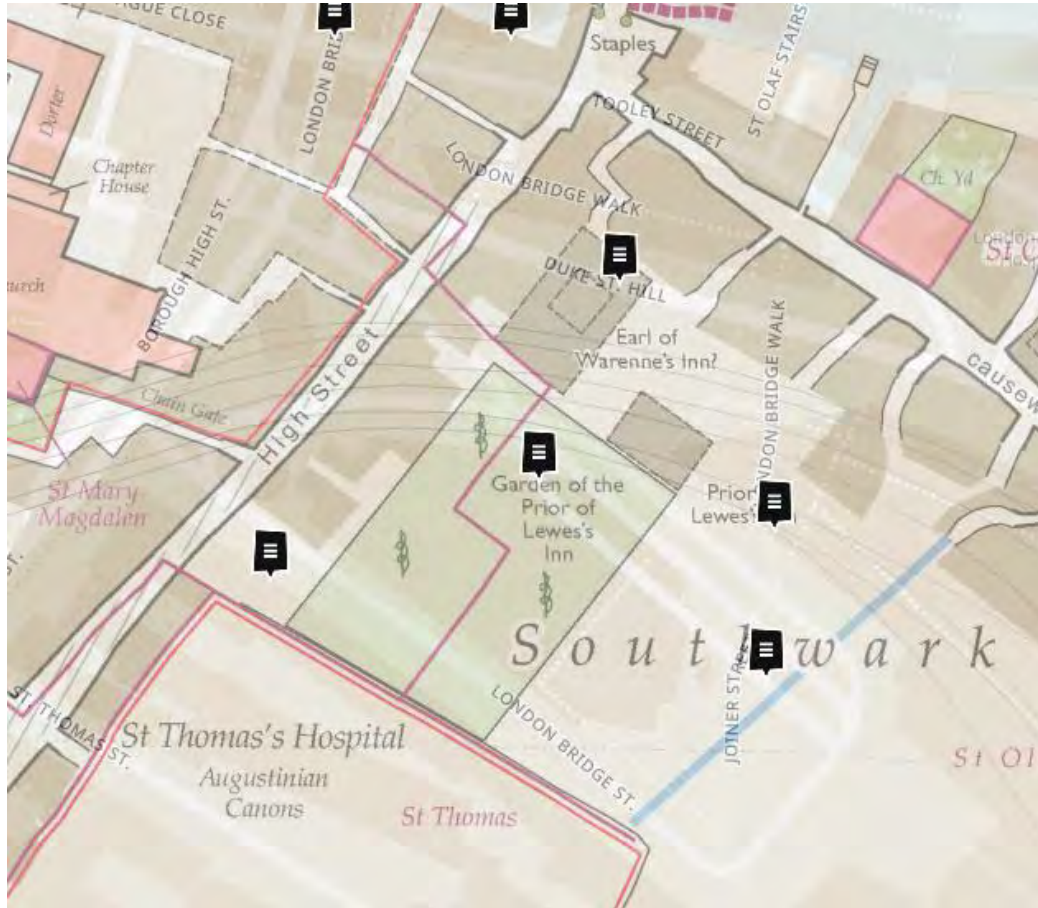 GUE CLOSE
LONDON BRI
Staples
ST OLAF STAIRS
Dorter
TOOLEY STREET
Chapter
House
LONDON BRIDGE WALK
Ch. Yd
BOROUGH HIGH ST.
DUKE ST. HILL
St O
urch
Earl of
Warenne's Inn?
High Street
LONDON BRIDGE WALK
causew
Chain Gate
St Mary
Magdalen
Garden of the
Prior of
Lewes's
Inn
Prior
Lewes'
ST.
Southwark
JOINER STREET
LONDON BRIDGE ST.
ST. THOMAS ST.
St Thomas's Hospital
Augustinian
Canons
St Thomas
St Ol